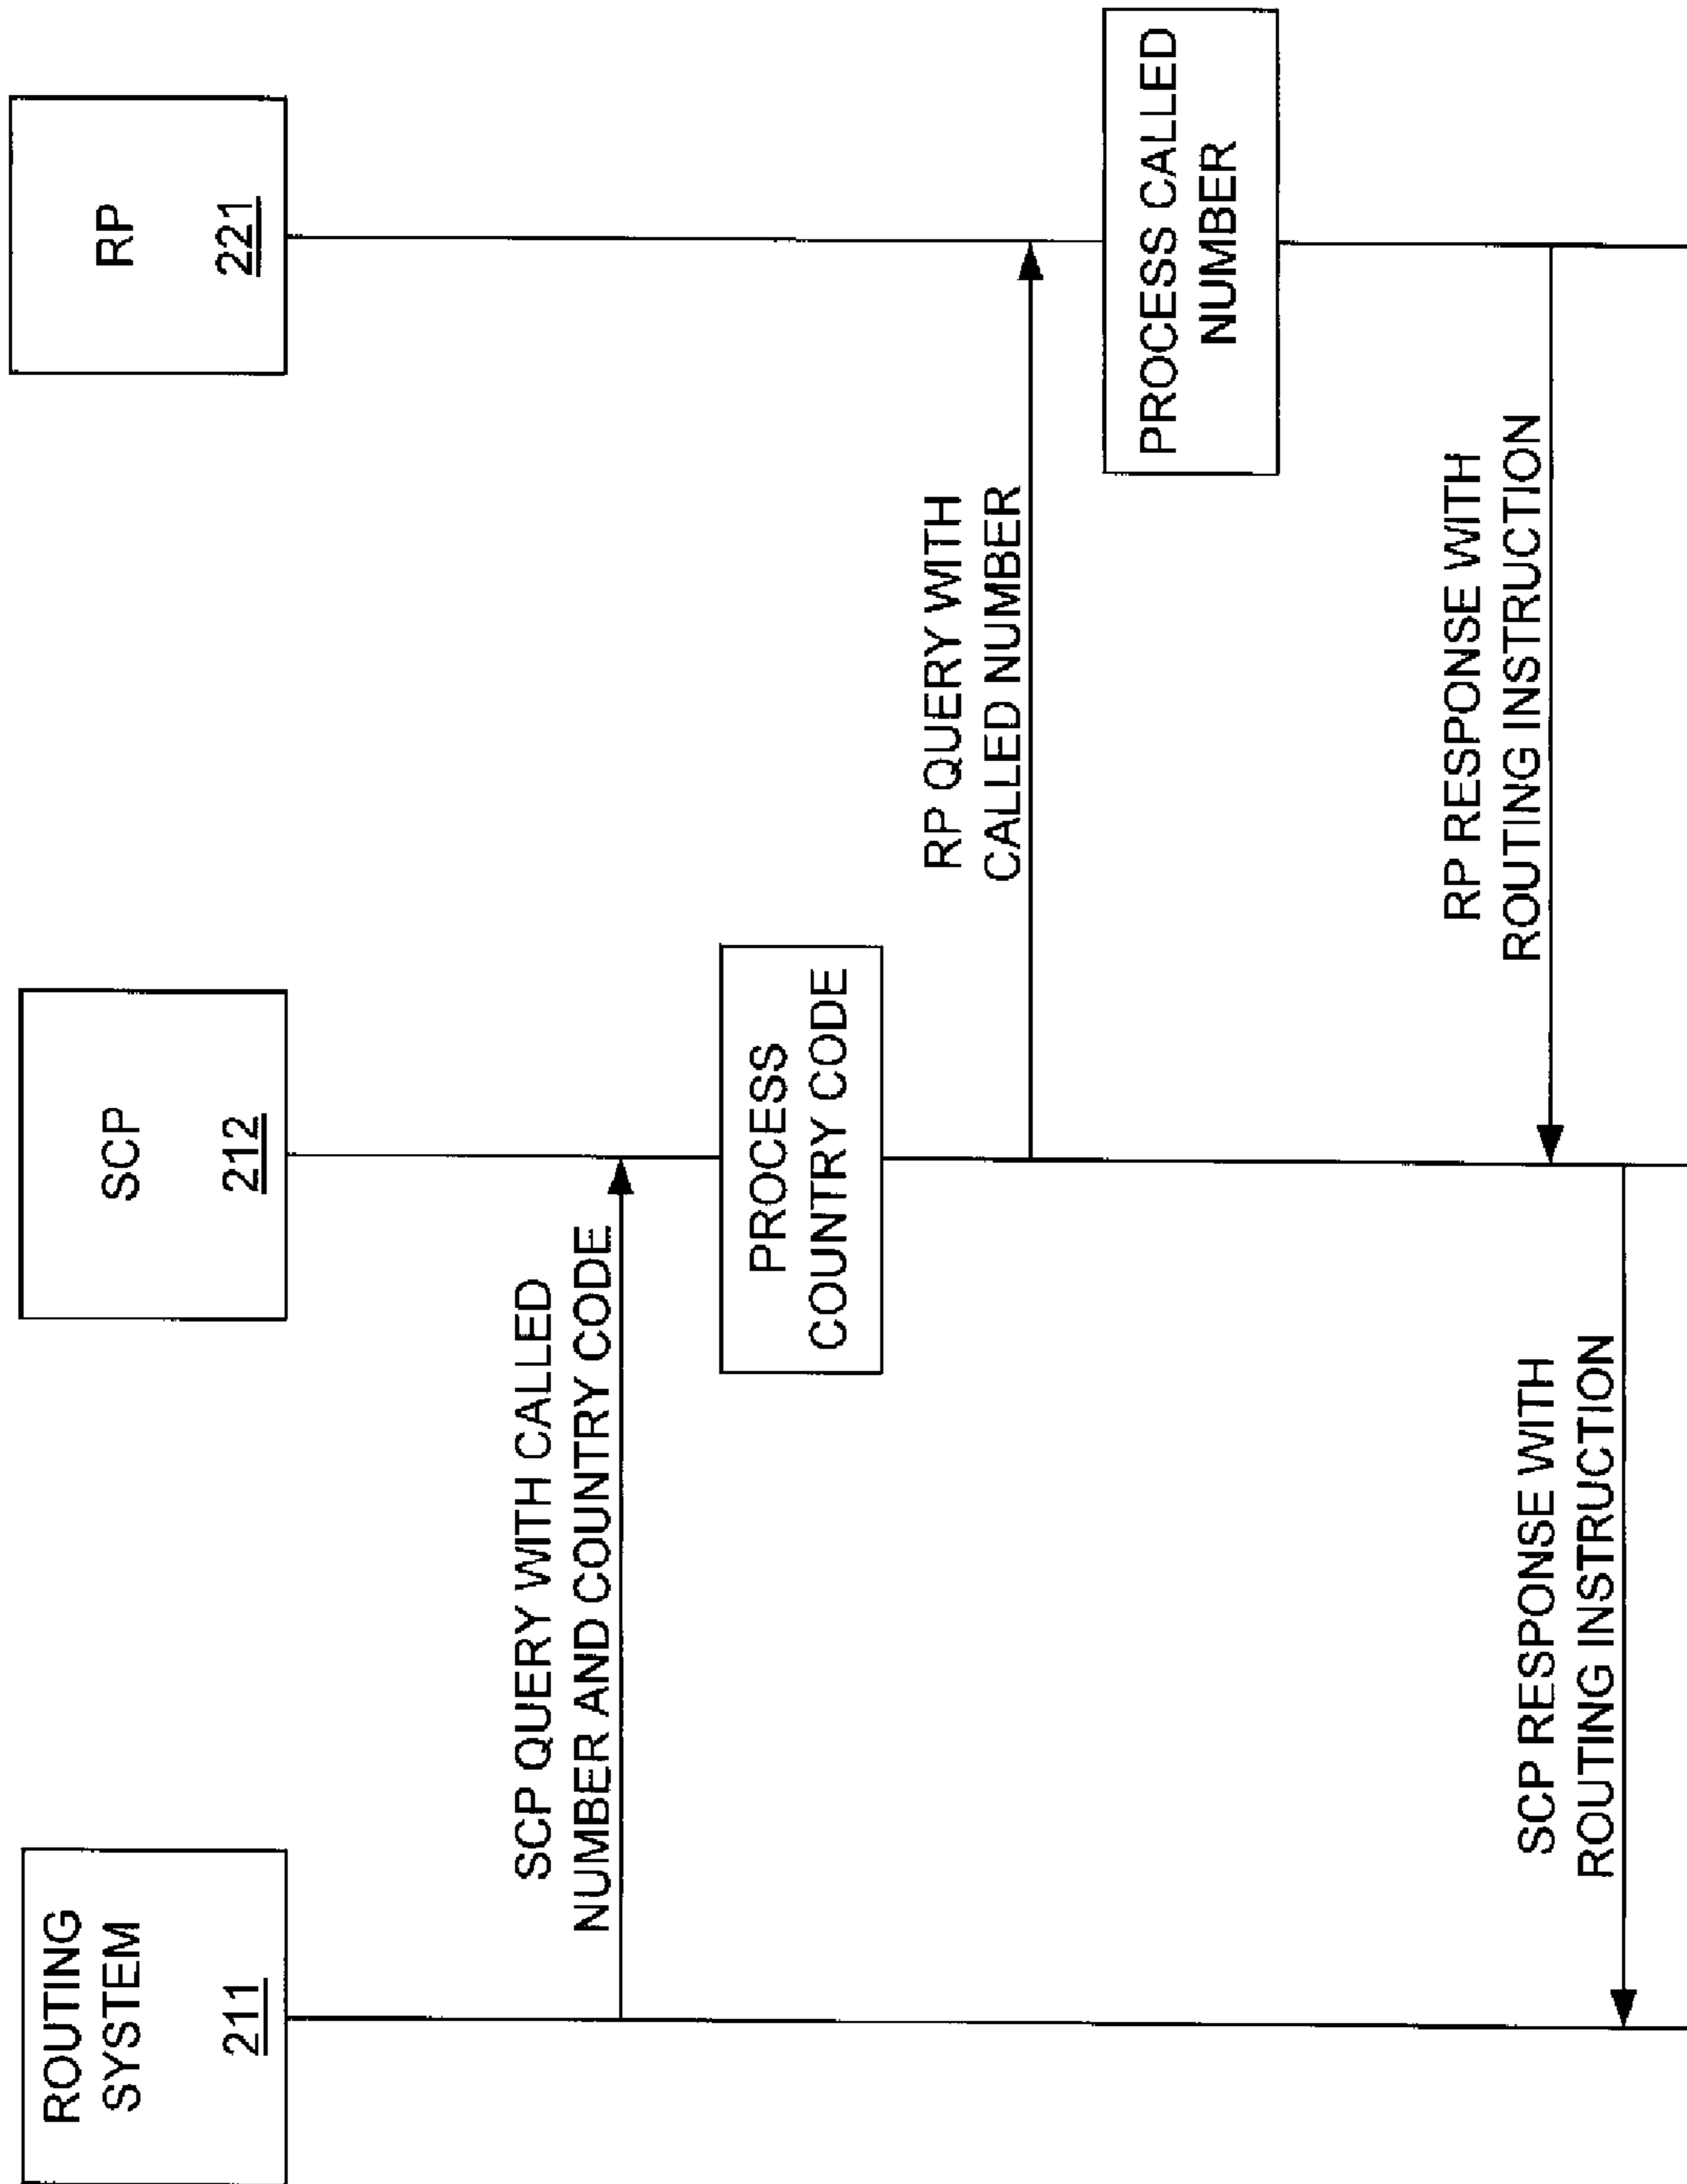 ROUTING
SYSTEM
211
SCP
212
RP
221
SCP QUERY WITH CALLED
NUMBER AND COUNTRY CODE
PROCESS
COUNTRY CODE
RP QUERY WITH
CALLED NUMBER
PROCESS CALLED
NUMBER
RP RESPONSE WITH
ROUTING INSTRUCTION
SCP RESPONSE WITH
ROUTING INSTRUCTION